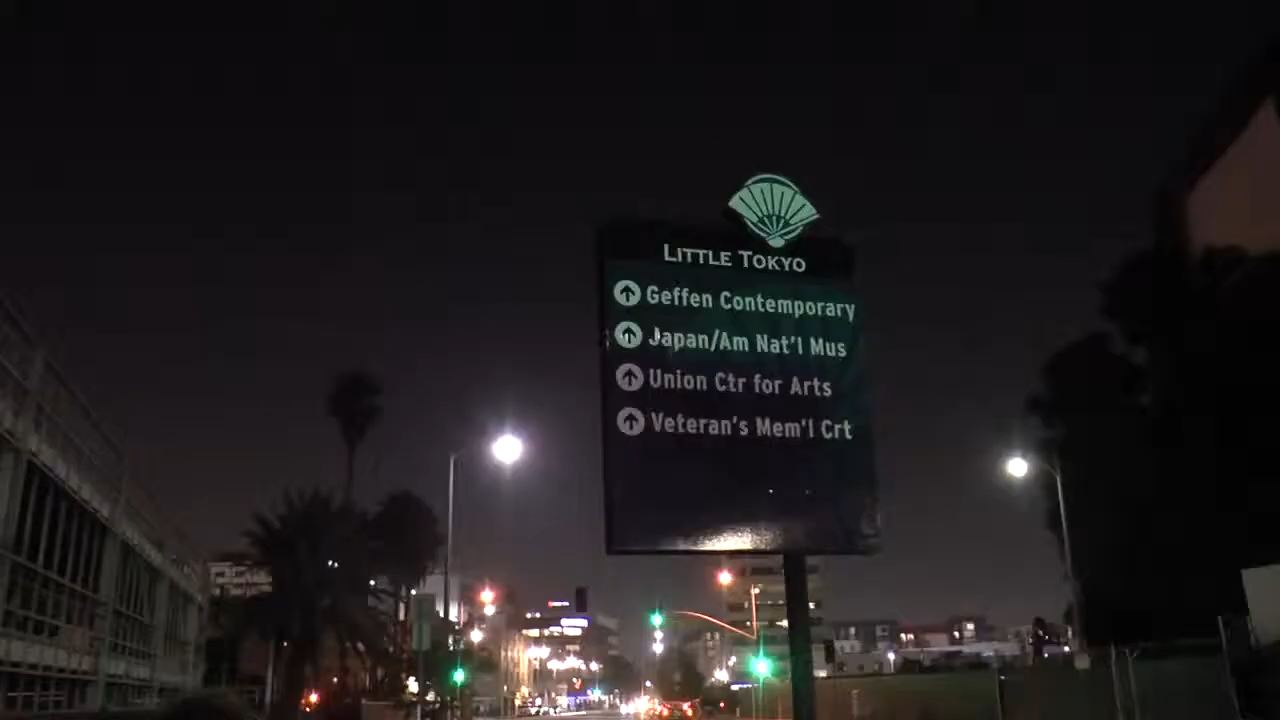 LITTLE TOKYO
Geffen Contemporary
Japan/Am Nat'l Mus
Union Ctr for Arts
Veteran's Mem'l Crt